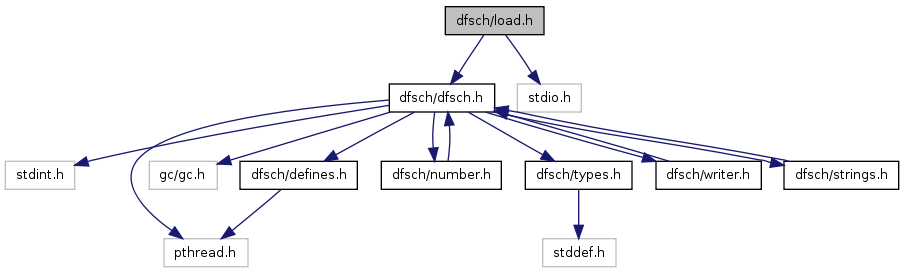 dfsch/load.h
dfsch/dfsch.h
stdio.h
stdint.h
gc/gc.h
dfsch/defines.h
dfsch/number.h
dfsch/types.h
dfsch/writer.h
dfsch/strings.h
pthread.h
stddef.h